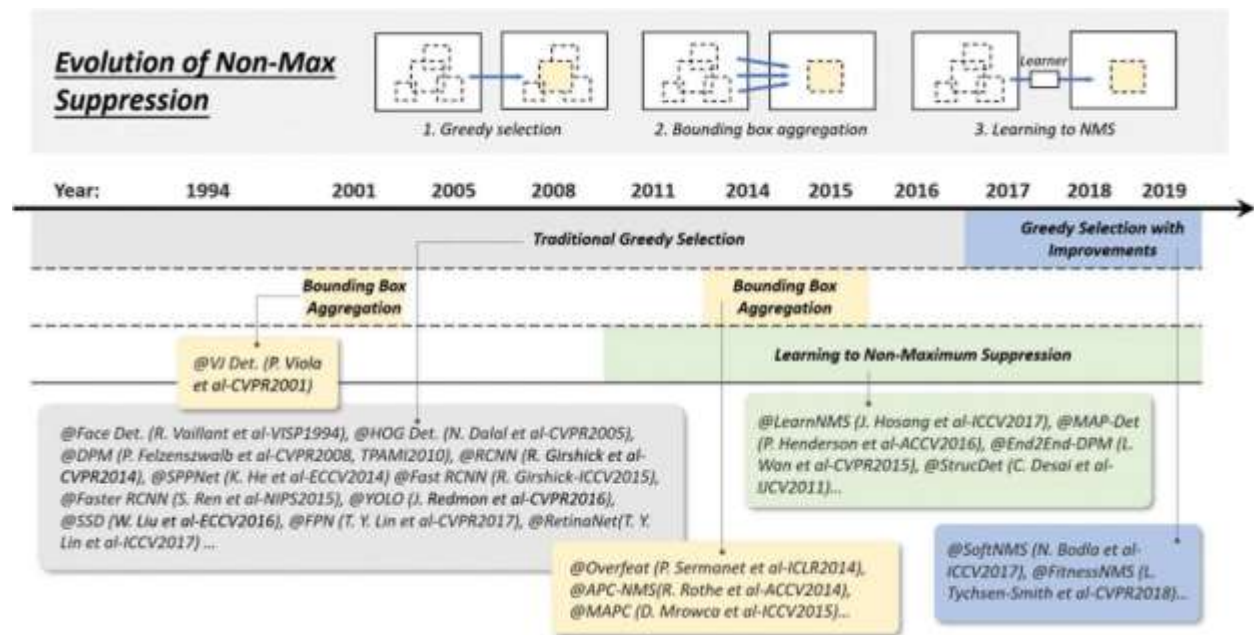 Evolution of Non-Max
Suppression
Learner
1. Greedy selection
2. Bounding box aggregation
3. Learning to NMS
Year: 1994 2001 2005 2008 2011 2014 2015 2016 2017 2018 2019
Traditional Greedy Selection
Greedy Selection with
Improvements
Bounding Box
Aggregation
Bounding Box
Aggregation
Learning to Non-Maximum Suppression
@VJ Det. (P. Viola
et al-CVPR2001)
@Face Det. (R. Vaillant et al-VISP1994), @HOG Det. (N. Dalal et al-CVPR2005),
@DPM (P. Felzenszwalb et al-CVPR2008, TPAMI2010), @RCNN (R. Girshick et al-
CVPR2014), @SPPNet (K. He et al-ECCV2014) @Fast RCNN (R. Girshick-ICCV2015),
@Faster RCNN (S. Ren et al-NIPS2015), @YOLO (J. Redmon et al-CVPR2016),
@SSD (W. Liu et al-ECCV2016), @FPN (T. Y. Lin et al-CVPR2017), @RetinaNet(T. Y.
Lin et al-ICCV2017) ...
@LearnNMS (J. Hosang et al-ICCV2017), @MAP-Det
(P. Henderson et al-ACCV2016), @End2End-DPM (L.
Wan et al-CVPR2015), @StrucDet (C. Desai et al-
IJCV2011)...
@Overfeat (P. Sermanet et al-ICLR2014),
@APC-NMS(R. Rothe et al-ACCV2014),
@MAPC (D. Mrowca et al-ICCV2015)...
@SoftNMS (N. Bodla et al-
ICCV2017), @FitnessNMS (L.
Tychsen-Smith et al-CVPR2018)...